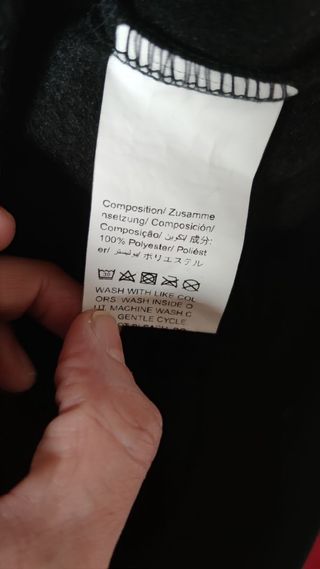 Composition/ Zusamme
nsetzung/ Composición/
Composição/ تكوين/ 成分:
100% Polyester/ Poliést
er/ بوليستر/ ポリエステル
WASH WITH LIKE COL
ORS. WASH INSIDE O
UT. MACHINE WASH C
GENTLE CYCLE.